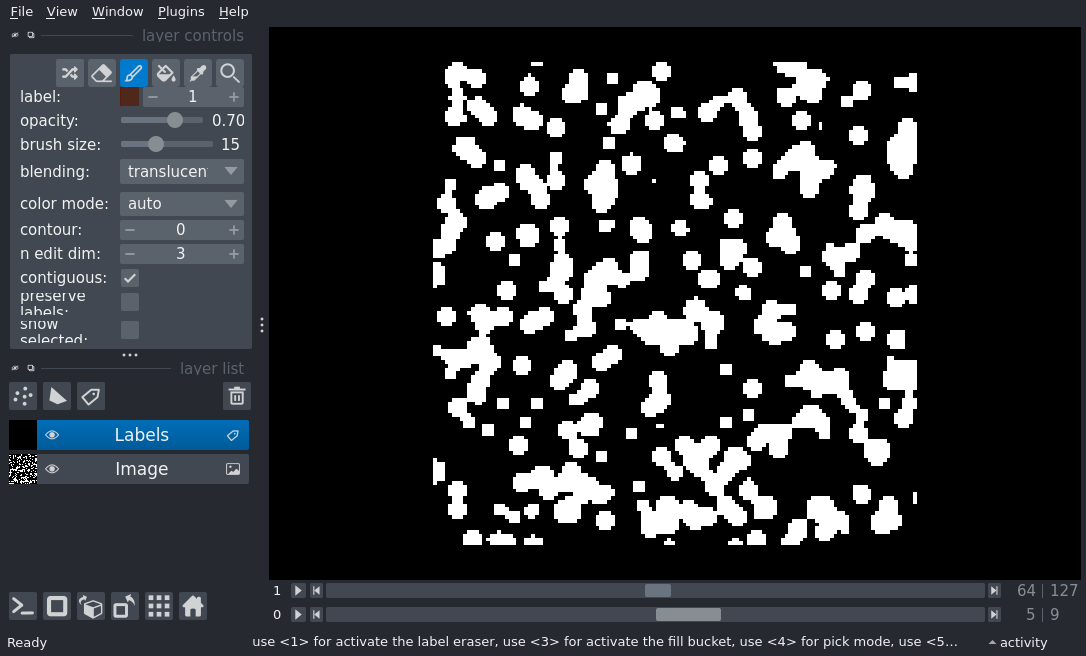 File View Window Plugins Help
layer controls
label: 1
opacity: 0.70
brush size: 15
blending: translucen
color mode: auto
contour: 0
n edit dim: 3
contiguous:
preserve
labels:
show
selected:
layer list
Labels
Image
1 64 | 127
0 5 | 9
Ready use <1> for activate the label eraser, use <3> for activate the fill bucket, use <4> for pick mode, use <5... activity